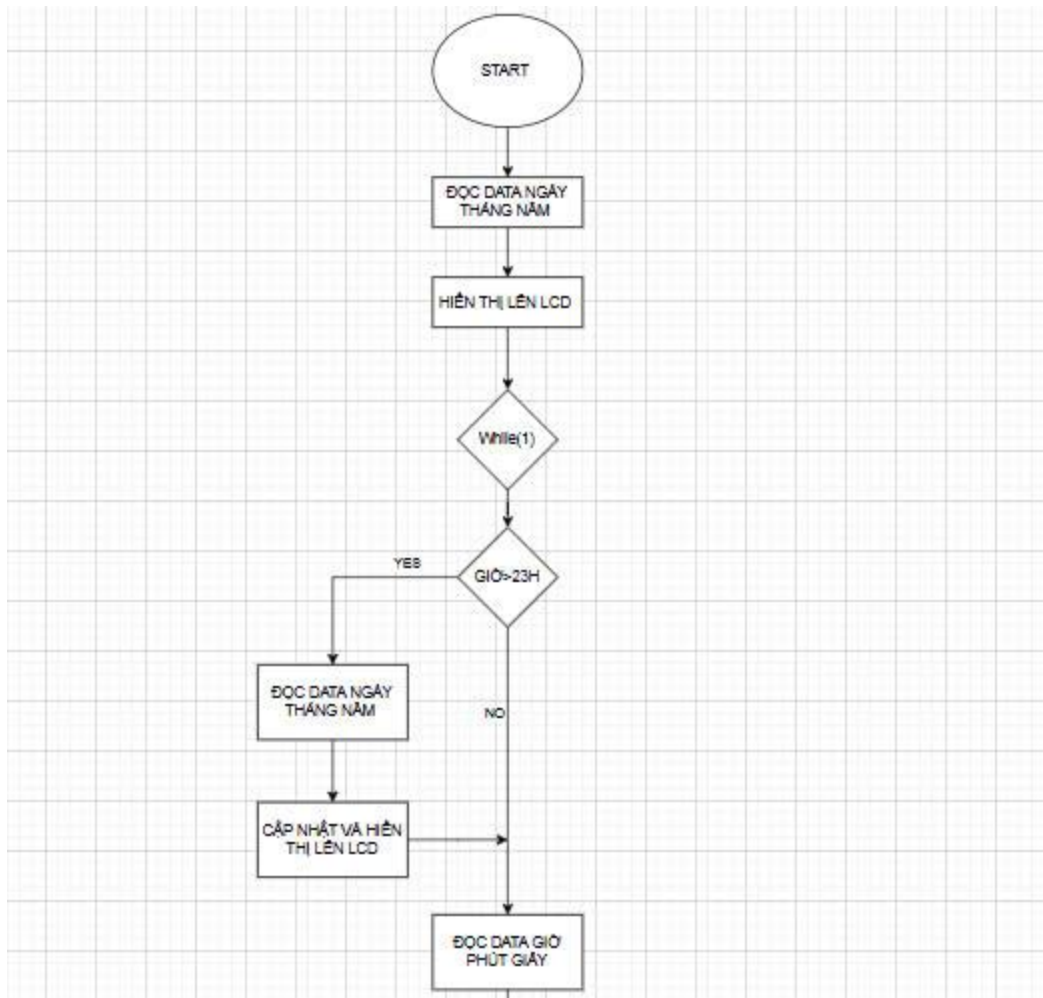 START
ĐỌC DATA NGÀY
THÁNG NĂM
HIỂN THỊ LÊN LCD
While(1)
GIỜ>23H
YES
ĐỌC DATA NGÀY
THÁNG NĂM
NO
CẬP NHẬT VÀ HIỂN
THỊ LÊN LCD
ĐỌC DATA GIỜ
PHÚT GIÂY